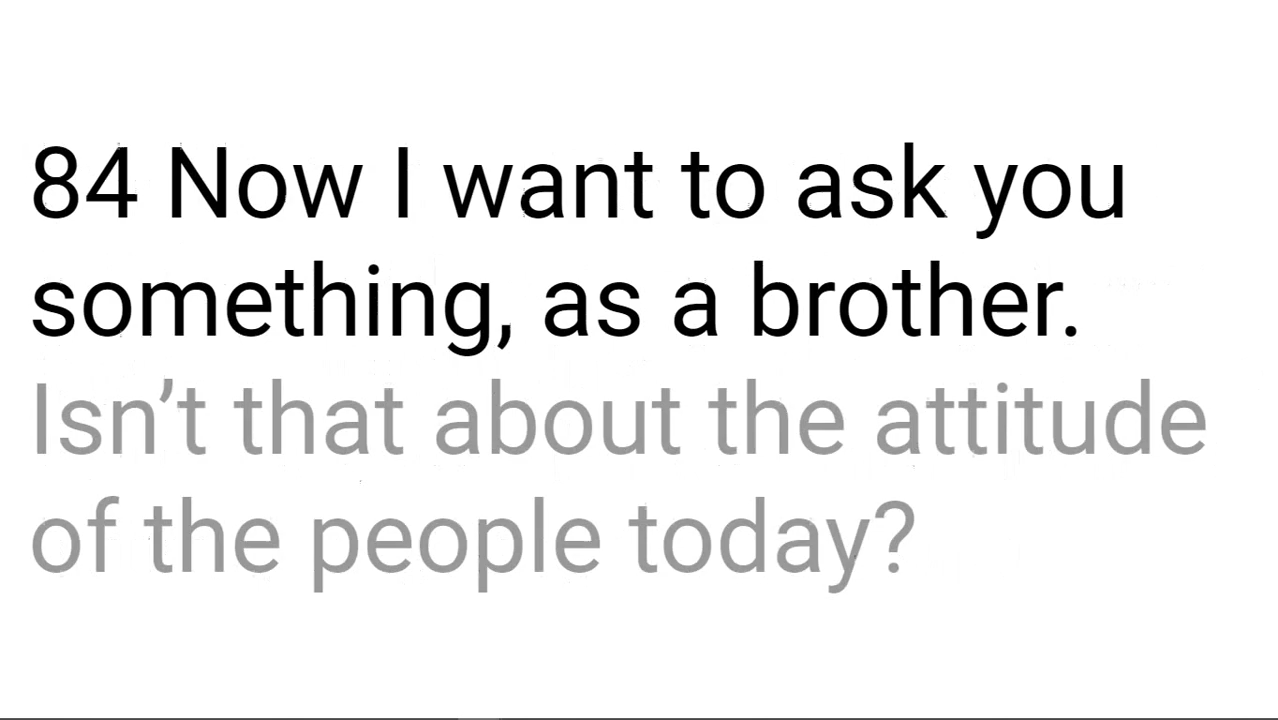 84 Now I want to ask you
something, as a brother.
Isn’t that about the attitude
of the people today?